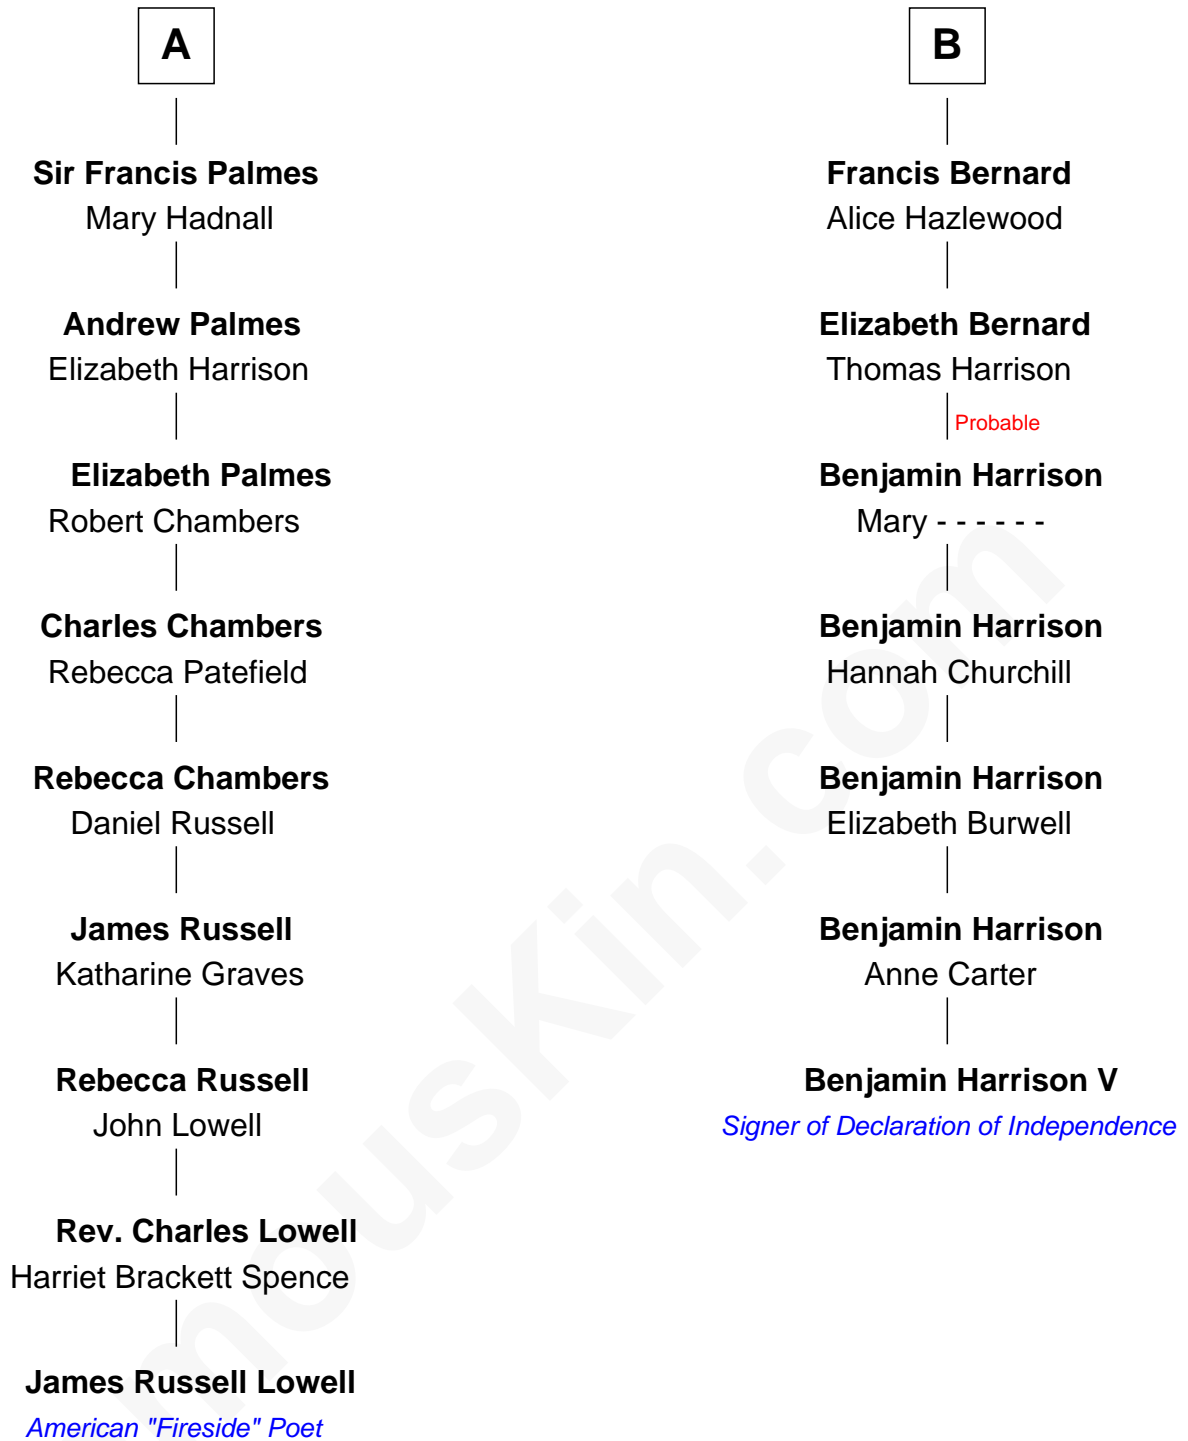 A
B
Sir Francis Palmes
Mary Hadnall
Francis Bernard
Alice Hazlewood
Andrew Palmes
Elizabeth Harrison
Elizabeth Bernard
Thomas Harrison
Probable
Elizabeth Palmes
Robert Chambers
Benjamin Harrison
Mary - - - - - -
Charles Chambers
Rebecca Patefield
Benjamin Harrison
Hannah Churchill
Rebecca Chambers
Daniel Russell
Benjamin Harrison
Elizabeth Burwell
James Russell
Katharine Graves
Benjamin Harrison
Anne Carter
Rebecca Russell
John Lowell
Benjamin Harrison V
Signer of Declaration of Independence
Rev. Charles Lowell
Harriet Brackett Spence
James Russell Lowell
American "Fireside" Poet
mousKin.com